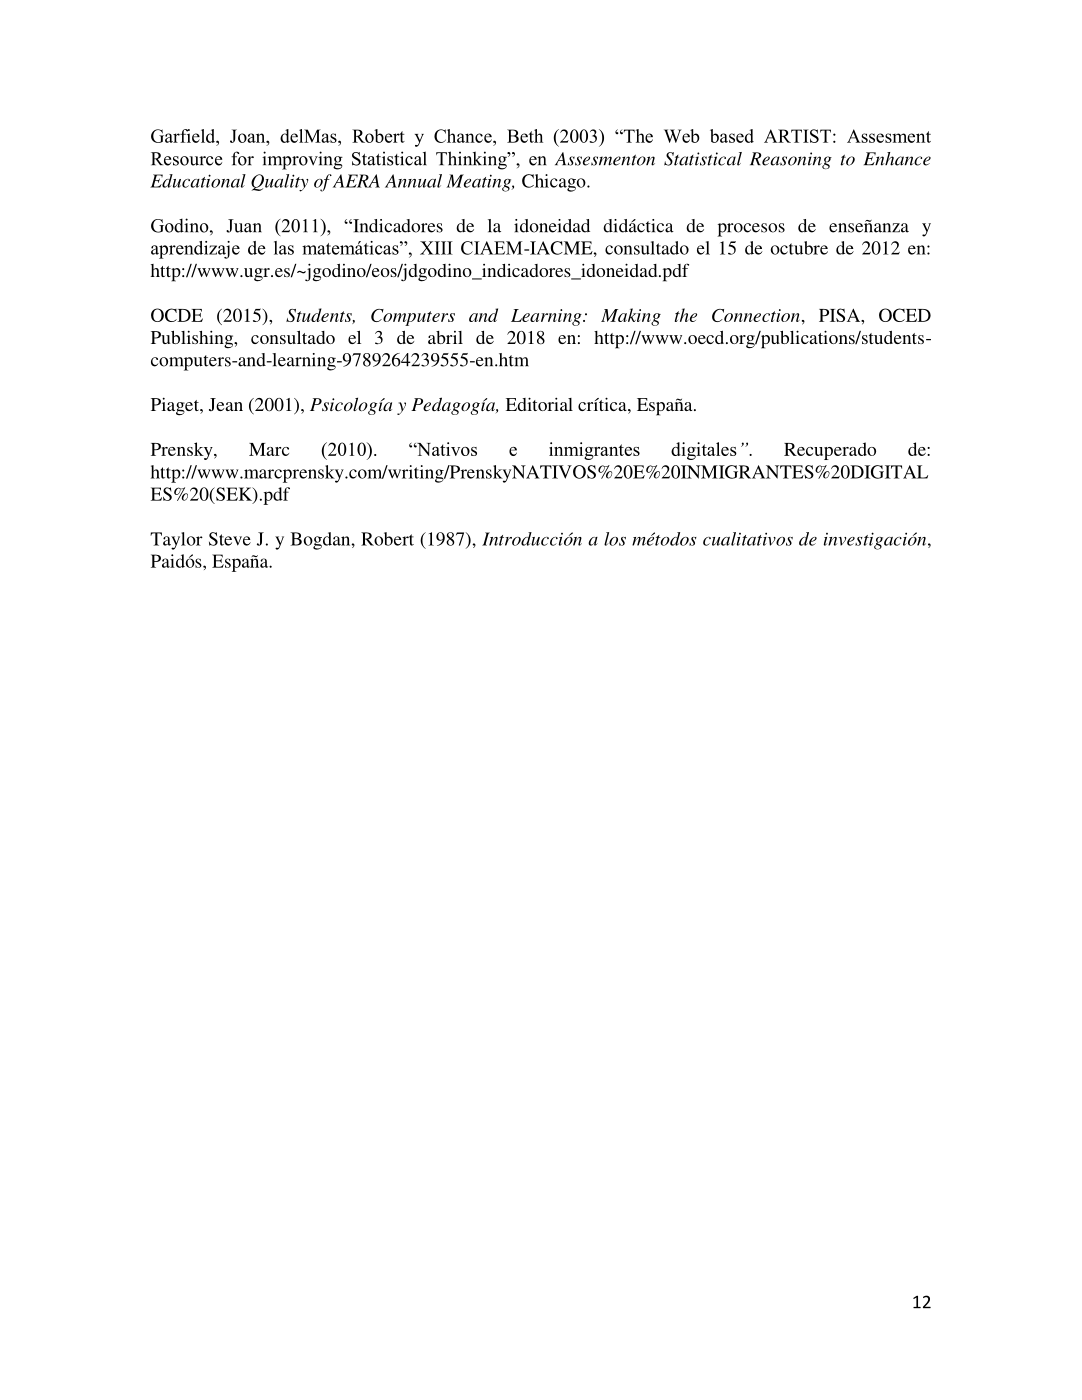 Garfield, Joan, delMas, Robert y Chance, Beth (2003) “The Web based ARTIST: Assesment
Resource for improving Statistical Thinking”, en Assesmenton Statistical Reasoning to Enhance
Educational Quality of AERA Annual Meating, Chicago.
Godino, Juan (2011), “Indicadores de la idoneidad didáctica de procesos de enseñanza y
aprendizaje de las matemáticas”, XIII CIAEM-IACME, consultado el 15 de octubre de 2012 en:
http://www.ugr.es/~jgodino/eos/jdgodino_indicadores_idoneidad.pdf
OCDE (2015), Students, Computers and Learning: Making the Connection, PISA, OCED
Publishing, consultado el 3 de abril de 2018 en: http://www.oecd.org/publications/students-
computers-and-learning-9789264239555-en.htm
Piaget, Jean (2001), Psicología y Pedagogía, Editorial crítica, España.
Prensky, Marc (2010). “Nativos e inmigrantes digitales”. Recuperado de:
http://www.marcprensky.com/writing/PrenskyNATIVOS%20E%20INMIGRANTES%20DIGITAL
ES%20(SEK).pdf
Taylor Steve J. y Bogdan, Robert (1987), Introducción a los métodos cualitativos de investigación,
Paidós, España.
12